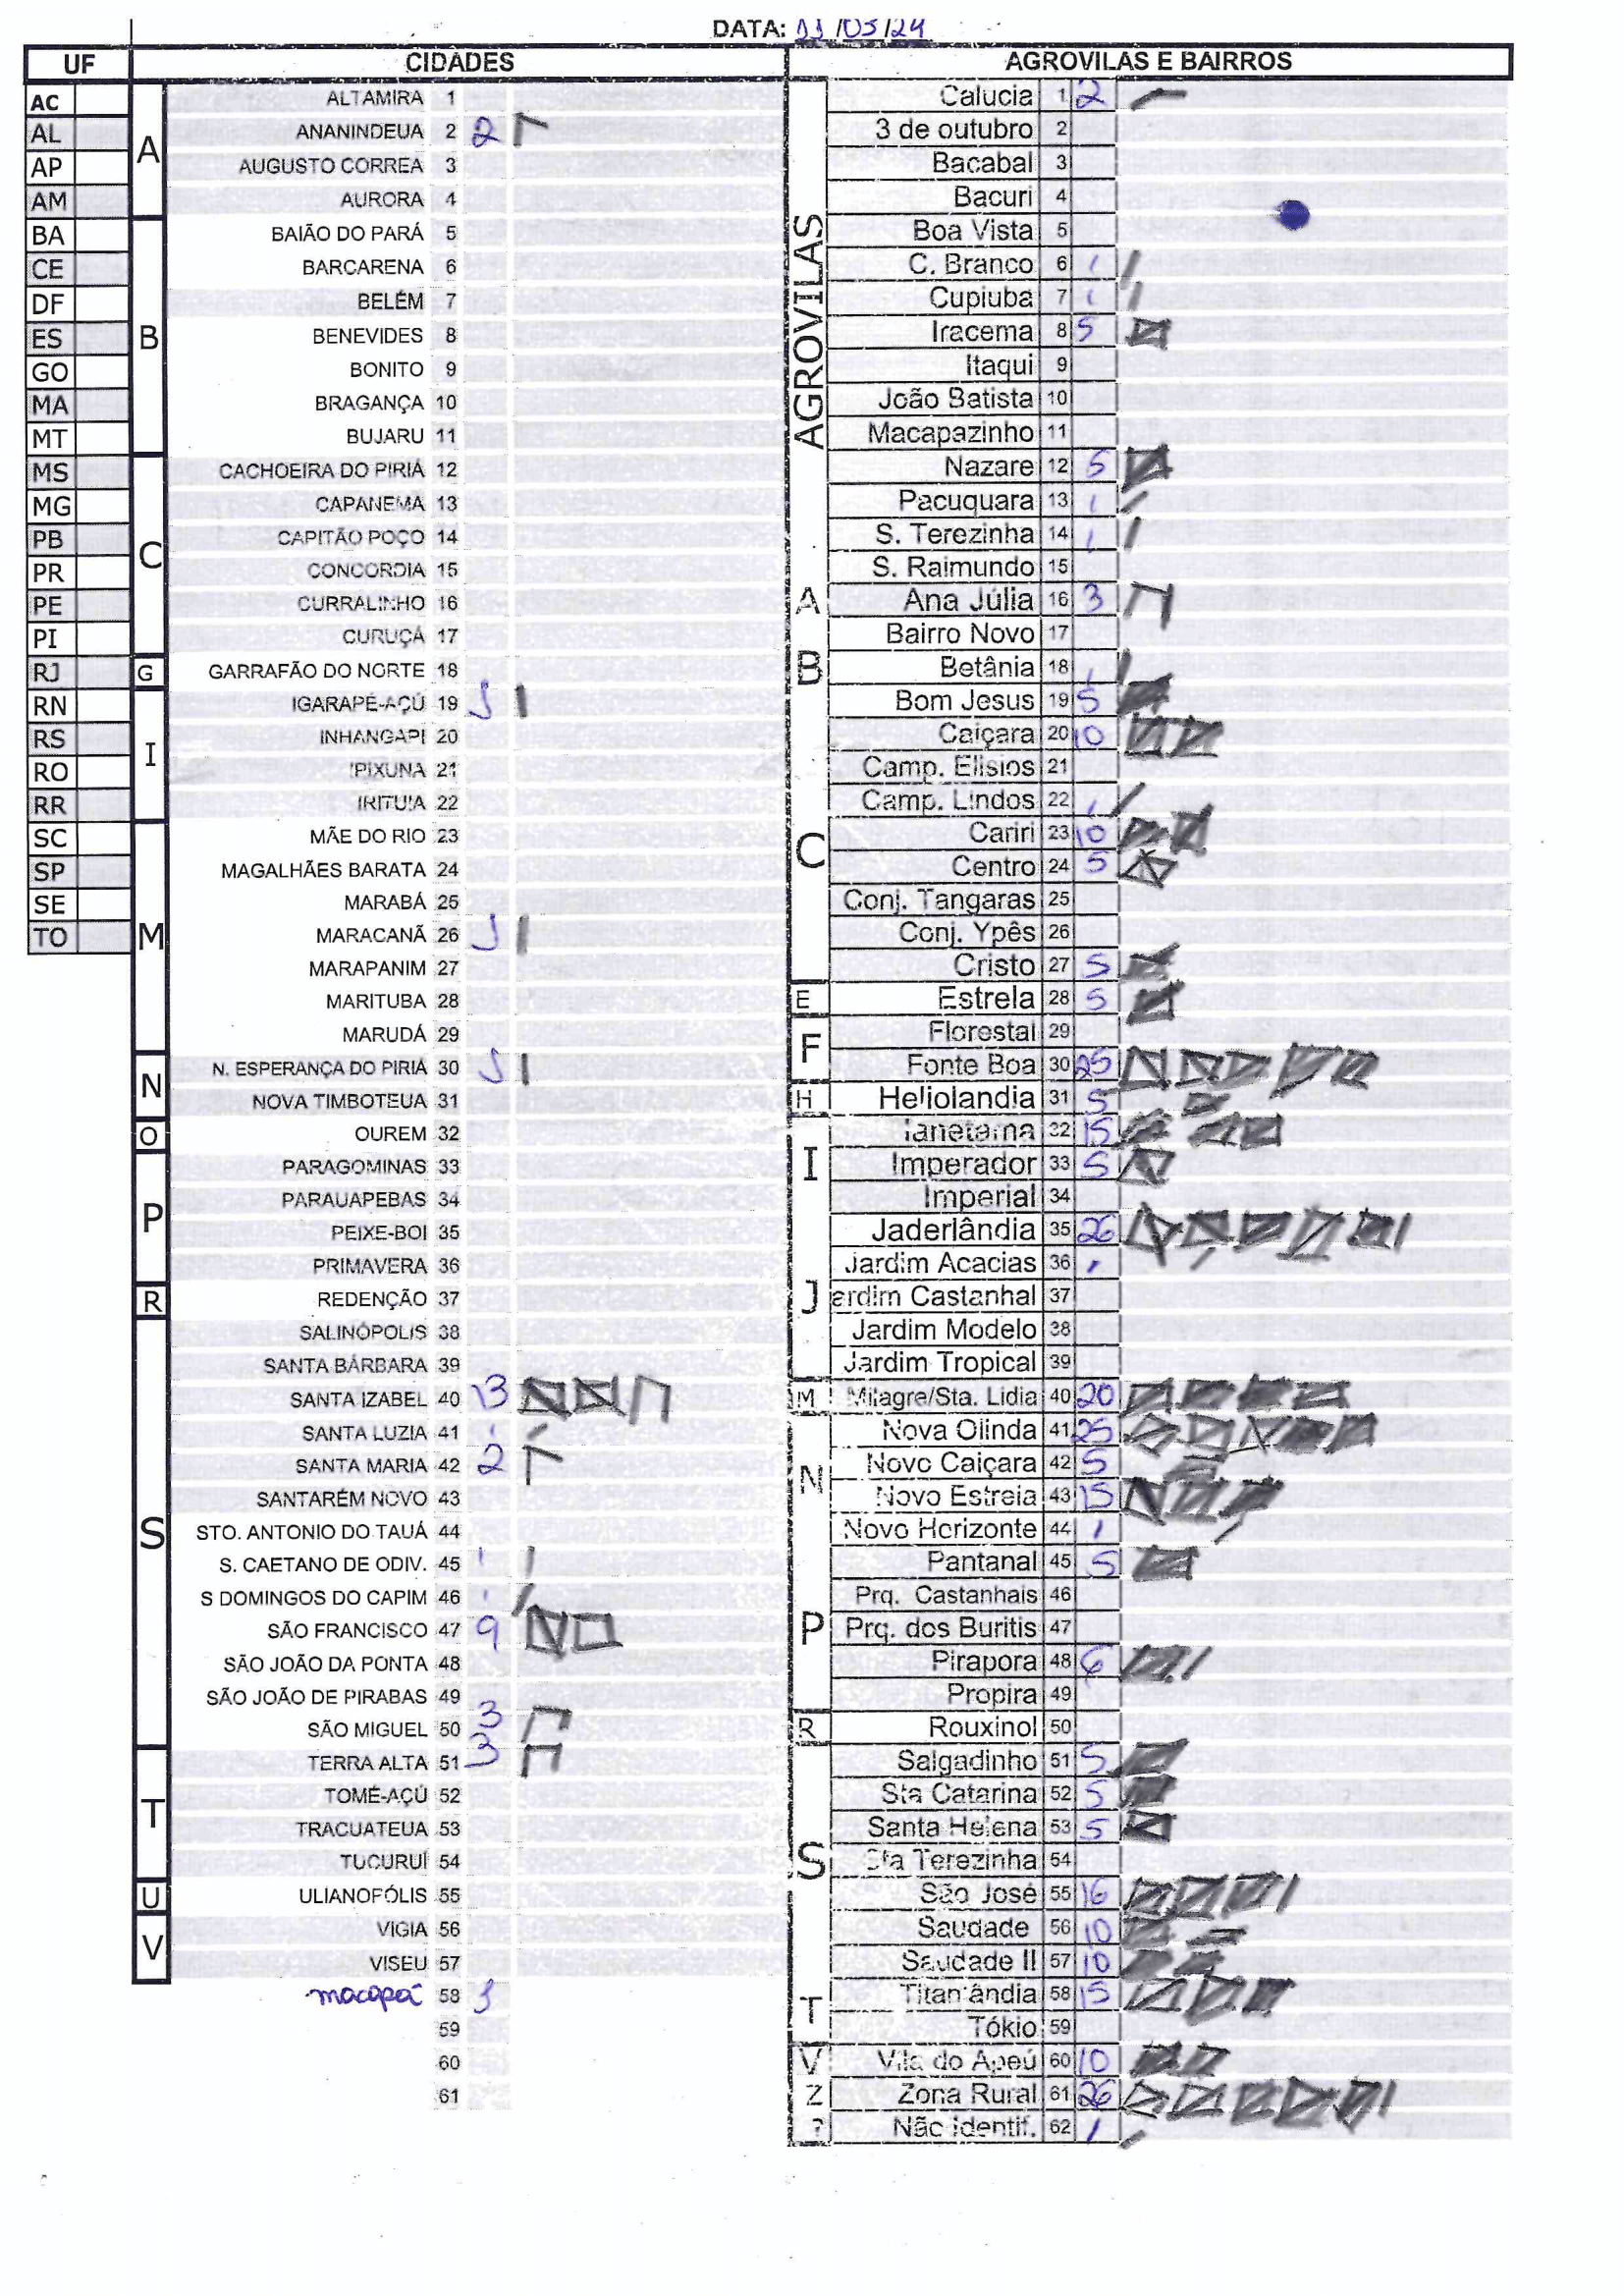 DATA: 11/03/24
UF CIDADES AGROVILAS E BAIRROS
AC
AL
AP
AM
BA
CE
DF
ES
GO
MA
MT
MS
MG
PB
PR
PE
PI
RJ
RN
RS
RO
RR
SC
SP
SE
TO
A
ALTAMIRA 1
ANANINDEUA 2 2
AUGUSTO CORREA 3
AURORA 4
B
BAIÃO DO PARÁ 5
BARCARENA 6
BELÉM 7
BENEVIDES 8
BONITO 9
BRAGANÇA 10
BUJARU 11
C
CACHOEIRA DO PIRIÁ 12
CAPANEMA 13
CAPITÃO POÇO 14
CONCORDIA 15
CURRALINHO 16
CURUÇÁ 17
G
GARRAFÃO DO NORTE 18
I
IGARAPÉ-AÇÚ 19 1
INHANGAPI 20
IPIXUNA 21
IRITUIA 22
M
MÃE DO RIO 23
MAGALHÃES BARATA 24
MARABÁ 25
MARACANÃ 26 1
MARAPANIM 27
MARITUBA 28
MARUDÁ 29
N
N. ESPERANÇA DO PIRIÁ 30 1
NOVA TIMBOTEUA 31
O
OUREM 32
P
PARAGOMINAS 33
PARAUAPEBAS 34
PEIXE-BOI 35
PRIMAVERA 36
R
REDENÇÃO 37
S
SALINÓPOLIS 38
SANTA BÁRBARA 39
SANTA IZABEL 40 13
SANTA LUZIA 41 1
SANTA MARIA 42 2
SANTARÉM NOVO 43
STO. ANTONIO DO TAUÁ 44
S. CAETANO DE ODIV. 45 1
S DOMINGOS DO CAPIM 46 1
SÃO FRANCISCO 47 9
SÃO JOÃO DA PONTA 48
SÃO JOÃO DE PIRABAS 49
SÃO MIGUEL 50 3
T
TERRA ALTA 51 3
TOMÉ-AÇÚ 52
TRACUATEUA 53
TUCURUÍ 54
U
ULIANOPÓLIS 55
V
VIGIA 56
VISEU 57
macapá 58 1
59
60
61
AGROVILAS
Calucia 1 2
3 de outubro 2
Bacabal 3
Bacuri 4
Boa Vista 5
C. Branco 6 1
Cupiuba 7 1
Iracema 8 5
Itaqui 9
João Batista 10
Macapazinho 11
Nazare 12 5
Pacuquara 13 1
S. Terezinha 14 1
S. Raimundo 15
A
Ana Júlia 16 3
B
Bairro Novo 17
Betânia 18 1
Bom Jesus 19 5
C
Caiçara 20 10
Camp. Elisios 21
Camp. Lindos 22 1
Cariri 23 10
Centro 24 5
Conj. Tangaras 25
Conj. Ypês 26
Cristo 27 5
E
Estrela 28 5
F
Florestal 29
Fonte Boa 30 25
H
Heliolandia 31 5
I
Ianetama 32 15
Imperador 33 5
Imperial 34
J
Jaderlândia 35 26
Jardim Acacias 36 1
ardim Castanhal 37
Jardim Modelo 38
Jardim Tropical 39
M
Milagre/Sta. Lidia 40 20
N
Nova Olinda 41 25
Novo Caiçara 42 5
Novo Estrela 43 15
Novo Horizonte 44 1
P
Pantanal 45 5
Prq. Castanhais 46
Prq. dos Buritis 47
Pirapora 48 6
Propira 49
R
Rouxinol 50
S
Salgadinho 51 5
Sta Catarina 52 5
Santa Helena 53 5
Sta Terezinha 54
São José 55 16
Saudade 56 10
Saudade II 57 10
T
Titanlândia 58 15
Tókio 59
V
Vila do Apeú 60 10
Z
Zona Rural 61 26
?
Não identif. 62 1